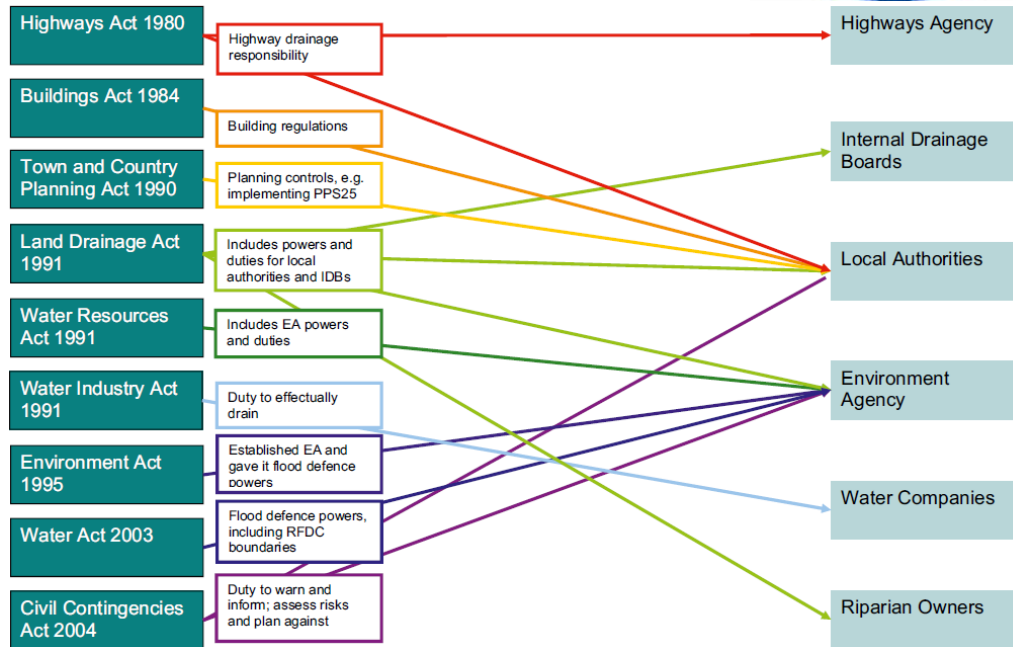 Highways Act 1980
Highway drainage
responsibility
Highways Agency
Buildings Act 1984
Building regulations
Internal Drainage
Boards
Town and Country
Planning Act 1990
Planning controls, e.g.
implementing PPS25
Land Drainage Act
1991
Includes powers and
duties for local
authorities and IDBs
Local Authorities
Water Resources
Act 1991
Includes EA powers
and duties
Water Industry Act
1991
Duty to effectually
drain
Environment
Agency
Environment Act
1995
Established EA and
gave it flood defence
powers
Water Companies
Water Act 2003
Flood defence powers,
including RFDC
boundaries
Civil Contingencies
Act 2004
Duty to warn and
inform; assess risks
and plan against
Riparian Owners